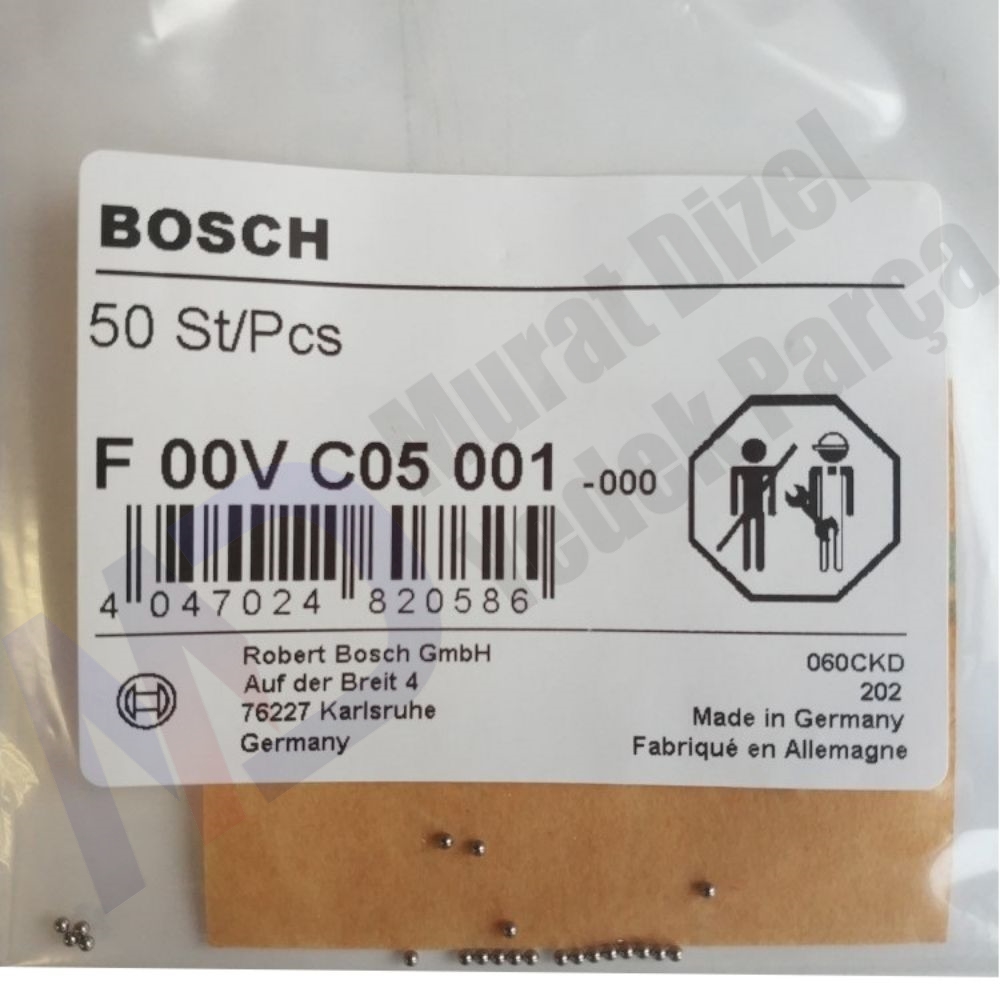 BOSCH
50 St/Pcs
F 00V C05 001 -000
4 047024 820586
Robert Bosch GmbH
Auf der Breit 4
76227 Karlsruhe
Germany
060CKD
202
Made in Germany
Fabriqué en Allemagne
Murat Dizel
Yedek Parça